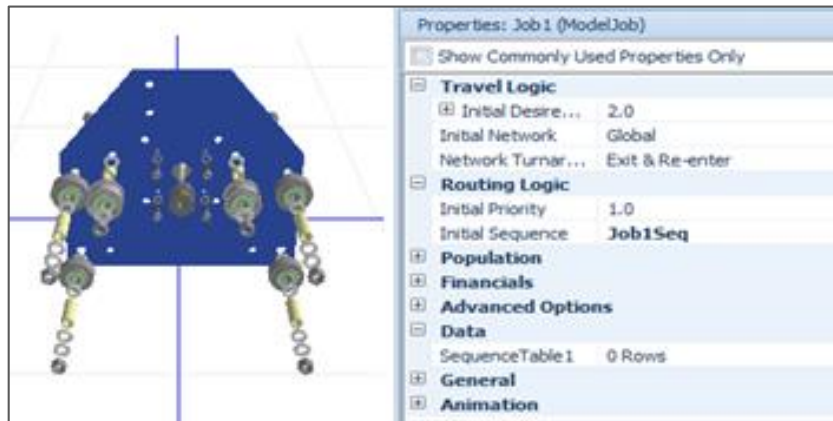 Properties: Job1 (ModelJob)
Show Commonly Used Properties Only
Travel Logic
Initial Desire... 2.0
Initial Network Global
Network Turnar... Exit & Re-enter
Routing Logic
Initial Priority 1.0
Initial Sequence Job1Seq
Population
Financials
Advanced Options
Data
SequenceTable1 0 Rows
General
Animation